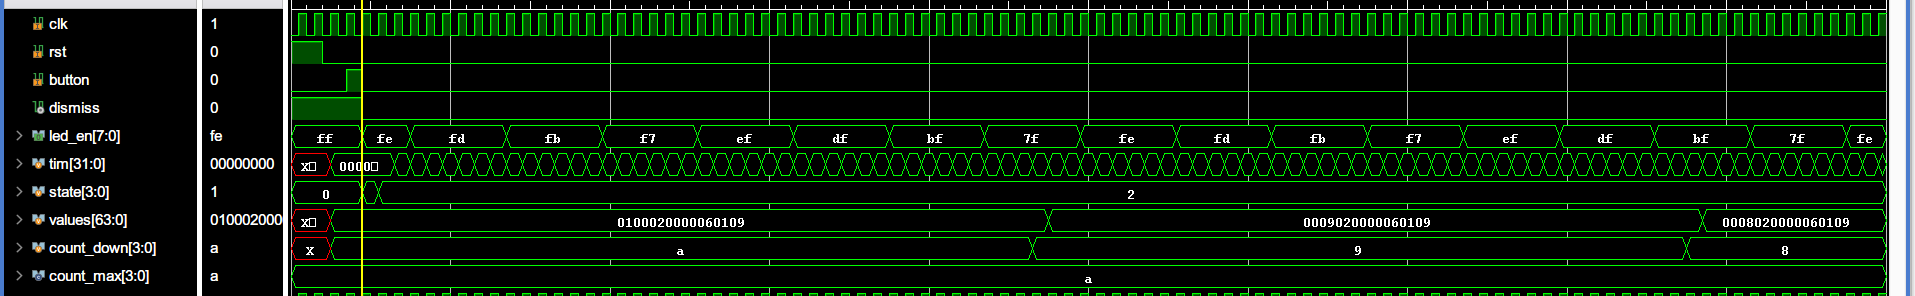 clk 1
rst 0
button 0
dismiss 0
led_en[7:0] fe ff fe fd fb f7 ef df bf 7f fe fd fb f7 ef df bf 7f fe
tim[31:0] 00000000 X 0000
state[3:0] 1 0 2
values[63:0] 010002000 X 0100020000060109 0009020000060109 0008020000060109
count_down[3:0] a X a 9 8
count_max[3:0] a a